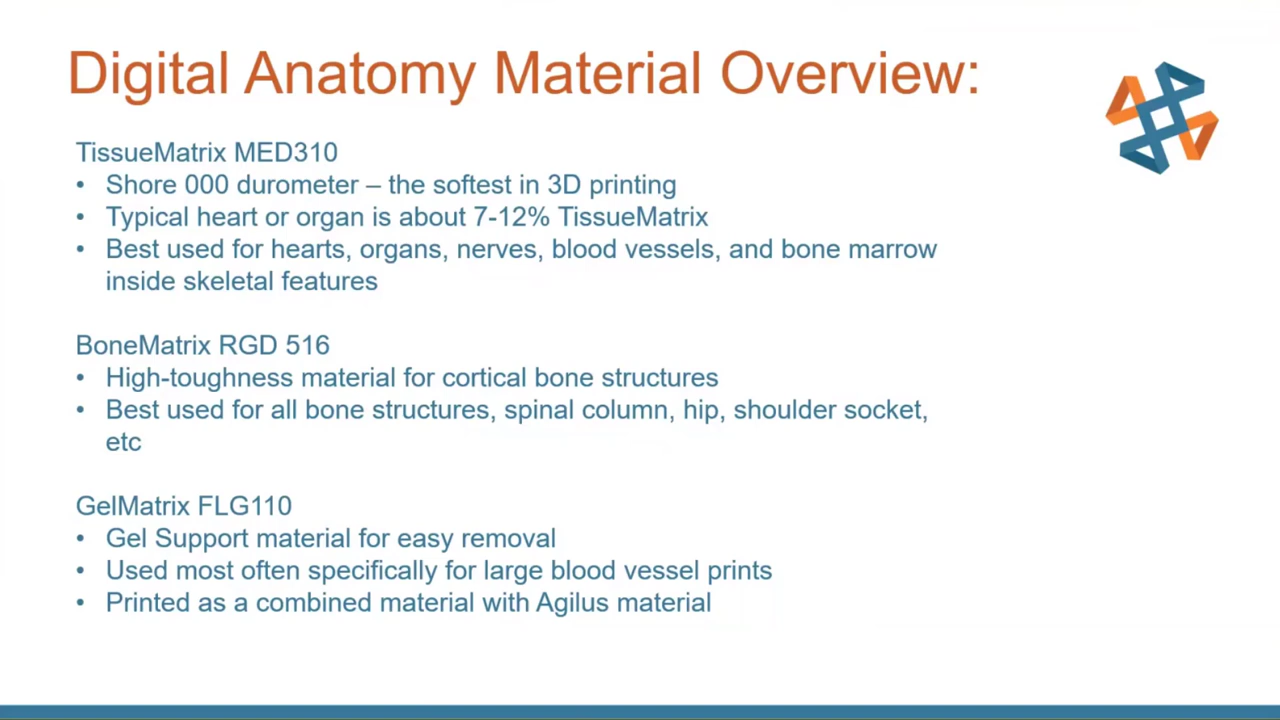 Digital Anatomy Material Overview:
TissueMatrix MED310
• Shore 000 durometer – the softest in 3D printing
• Typical heart or organ is about 7-12% TissueMatrix
• Best used for hearts, organs, nerves, blood vessels, and bone marrow
inside skeletal features
BoneMatrix RGD 516
• High-toughness material for cortical bone structures
• Best used for all bone structures, spinal column, hip, shoulder socket,
etc
GelMatrix FLG110
• Gel Support material for easy removal
• Used most often specifically for large blood vessel prints
• Printed as a combined material with Agilus material